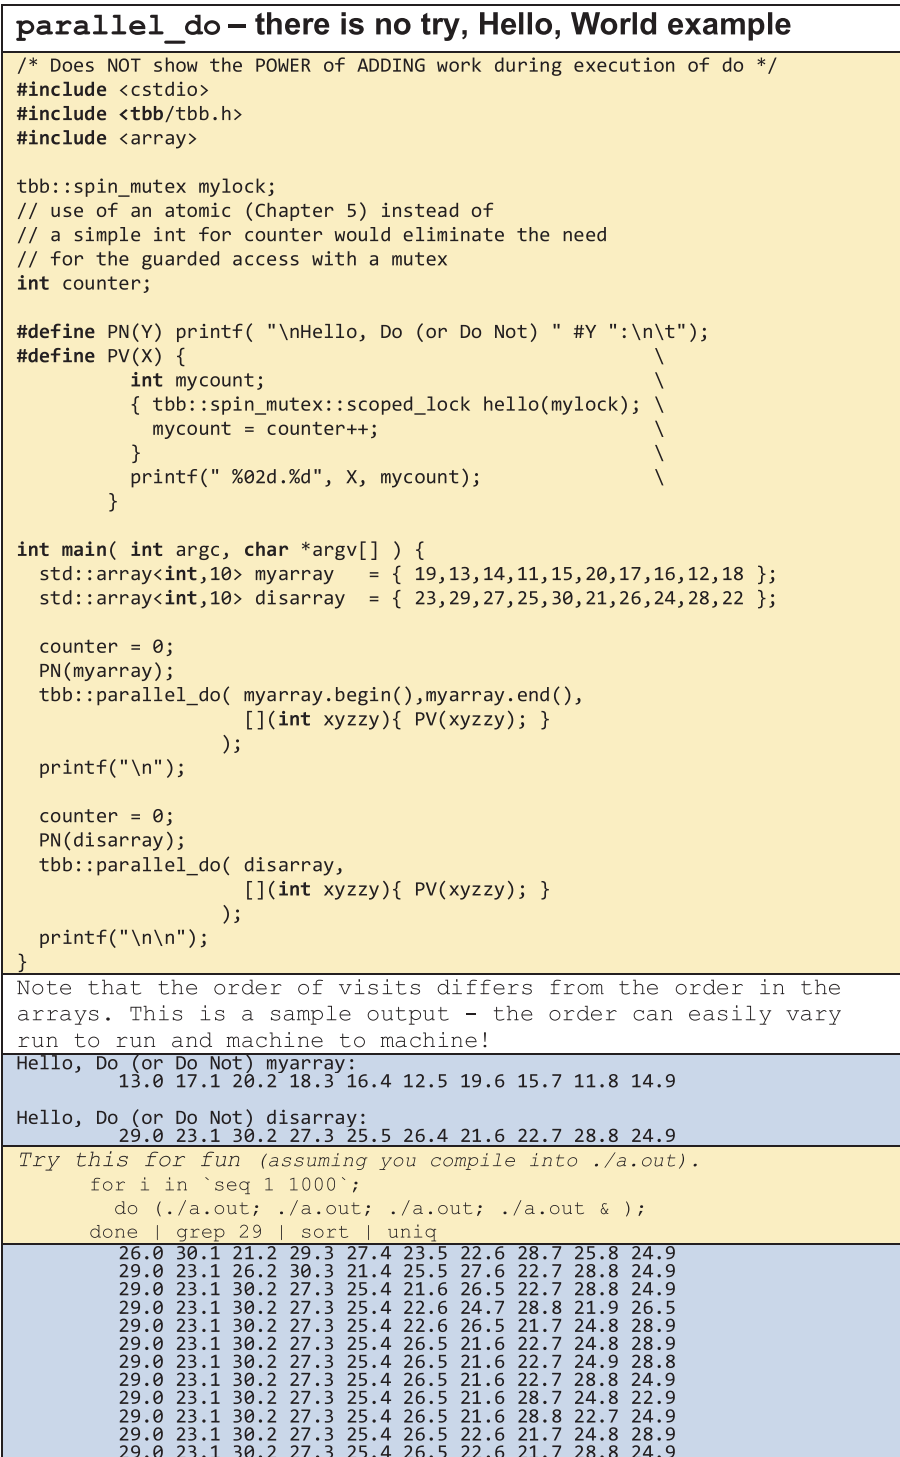 parallel_do – there is no try, Hello, World example
/* Does NOT show the POWER of ADDING work during execution of do */
#include <cstdio>
#include <tbb/tbb.h>
#include <array>
tbb::spin_mutex mylock;
// use of an atomic (Chapter 5) instead of
// a simple int for counter would eliminate the need
// for the guarded access with a mutex
int counter;
#define PN(Y) printf( "\nHello, Do (or Do Not) " #Y ":\n\t");
#define PV(X) { \
int mycount; \
{ tbb::spin_mutex::scoped_lock hello(mylock); \
mycount = counter++; \
} \
printf(" %02d.%d", X, mycount); \
}
int main( int argc, char *argv[] ) {
std::array<int,10> myarray = { 19,13,14,11,15,20,17,16,12,18 };
std::array<int,10> disarray = { 23,29,27,25,30,21,26,24,28,22 };
counter = 0;
PN(myarray);
tbb::parallel_do( myarray.begin(),myarray.end(),
[](int xyzzy){ PV(xyzzy); }
);
printf("\n");
counter = 0;
PN(disarray);
tbb::parallel_do( disarray,
[](int xyzzy){ PV(xyzzy); }
);
printf("\n\n");
}
Note that the order of visits differs from the order in the
arrays. This is a sample output - the order can easily vary
run to run and machine to machine!
Hello, Do (or Do Not) myarray:
13.0 17.1 20.2 18.3 16.4 12.5 19.6 15.7 11.8 14.9
Hello, Do (or Do Not) disarray:
29.0 23.1 30.2 27.3 25.5 26.4 21.6 22.7 28.8 24.9
Try this for fun (assuming you compile into ./a.out).
for i in `seq 1 1000`;
do (./a.out; ./a.out; ./a.out; ./a.out & );
done | grep 29 | sort | uniq
26.0 30.1 21.2 29.3 27.4 23.5 22.6 28.7 25.8 24.9
29.0 23.1 26.2 30.3 21.4 25.5 27.6 22.7 28.8 24.9
29.0 23.1 30.2 27.3 25.4 21.6 26.5 22.7 28.8 24.9
29.0 23.1 30.2 27.3 25.4 22.6 24.7 28.8 21.9 26.5
29.0 23.1 30.2 27.3 25.4 22.6 26.5 21.7 24.8 28.9
29.0 23.1 30.2 27.3 25.4 26.5 21.6 22.7 24.8 28.9
29.0 23.1 30.2 27.3 25.4 26.5 21.6 22.7 24.9 28.8
29.0 23.1 30.2 27.3 25.4 26.5 21.6 22.7 28.8 24.9
29.0 23.1 30.2 27.3 25.4 26.5 21.6 28.7 24.8 22.9
29.0 23.1 30.2 27.3 25.4 26.5 21.6 28.8 22.7 24.9
29.0 23.1 30.2 27.3 25.4 26.5 22.6 21.7 24.8 28.9
29.0 23.1 30.2 27.3 25.4 26.5 22.6 21.7 28.8 24.9